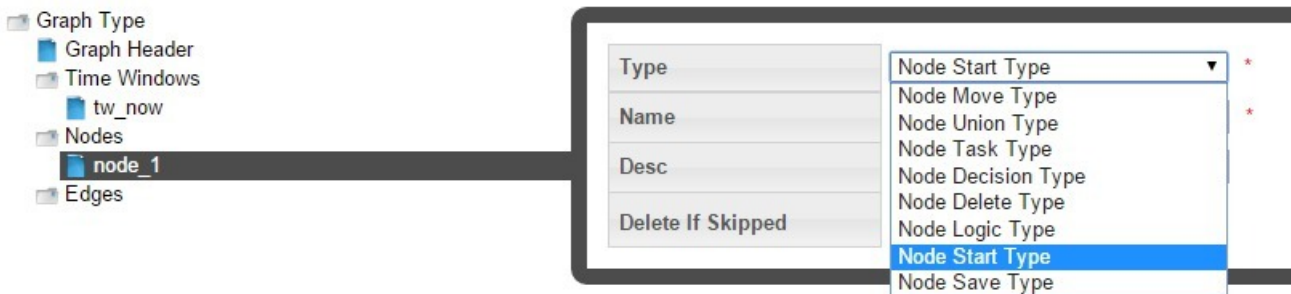 Graph Type
Graph Header
Time Windows
tw_now
Nodes
node_1
Edges
Type
Node Start Type
*
Name
*
Desc
Delete If Skipped
Node Move Type
Node Union Type
Node Task Type
Node Decision Type
Node Delete Type
Node Logic Type
Node Start Type
Node Save Type